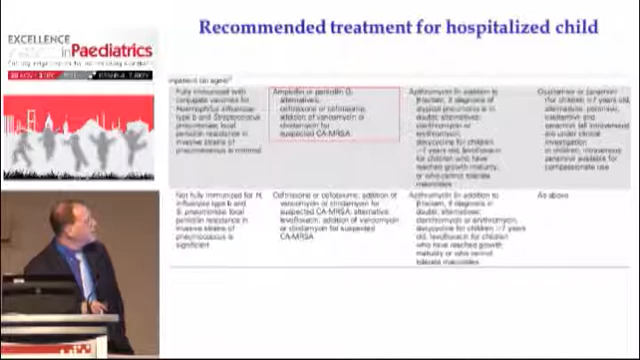 Recommended treatment for hospitalized child
EXCELLENCE
in Paediatrics
Fully immunized with
conjugate vaccines for
Haemophilus influenzae
type b and Streptococcus
pneumoniae; local
penicillin resistance in
invasive strains of
pneumococcus is minimal
Ampicillin or penicillin G;
alternatives:
ceftriaxone or cefotaxime;
addition of vancomycin or
clindamycin for
suspected CA-MRSA
Azithromycin (in addition to
if diagnosis of
atypical pneumonia is in
doubt); alternatives:
clarithromycin or
erythromycin;
doxycycline for children
>7 years old; levofloxacin
for children who have
reached growth maturity,
or who cannot tolerate
macrolides
Oseltamivir or zanamivir
(for children ≥7 years old;
alternatives: peramivir,
oseltamivir and
zanamivir (all intravenous)
are under clinical
investigation
in children; intravenous
zanamivir available for
compassionate use
Not fully immunized for H.
influenzae type b and
S. pneumoniae; local
penicillin resistance in
invasive strains of
pneumococcus is
significant
Ceftriaxone or cefotaxime; addition of
vancomycin or clindamycin for
suspected CA-MRSA; alternative:
levofloxacin; addition of vancomycin
or clindamycin for suspected
CA-MRSA
Azithromycin (in addition to
if diagnosis in
doubt); alternatives:
clarithromycin or erythromycin;
doxycycline for children >7 years
old; levofloxacin for children
who have reached growth
maturity or who cannot
tolerate macrolides
As above